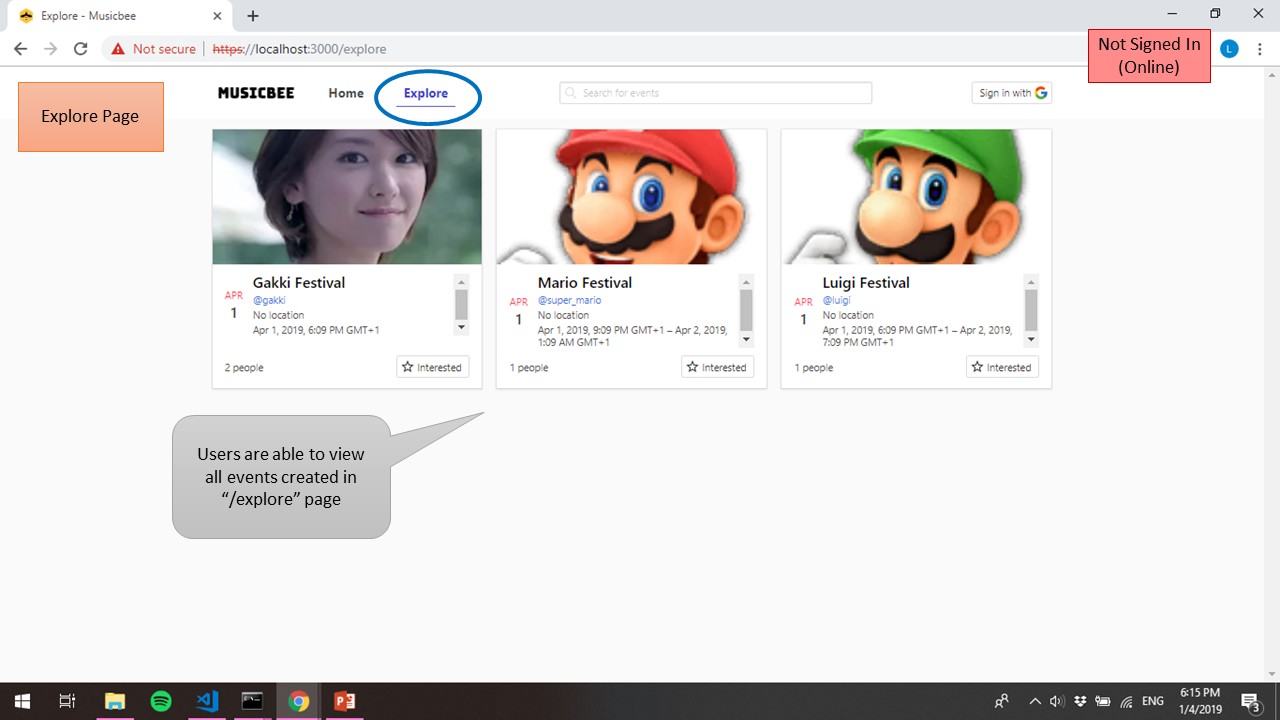 Explore - Musicbee
Not secure | https://localhost:3000/explore
L
Not Signed In
(Online)
Explore Page
MUSICBEE
Home
Explore
Search for events
Sign in with
Gakki Festival
APR
1
@gakki
No location
Apr 1, 2019, 6:09 PM GMT+1
2 people
Interested
Mario Festival
APR
1
@super_mario
No location
Apr 1, 2019, 9:09 PM GMT+1 – Apr 2, 2019,
1:09 AM GMT+1
1 people
Interested
Luigi Festival
APR
1
@luigi
No location
Apr 1, 2019, 6:09 PM GMT+1 – Apr 2, 2019,
7:09 PM GMT+1
1 people
Interested
Users are able to view
all events created in
“/explore” page
ENG
6:15 PM
1/4/2019
3